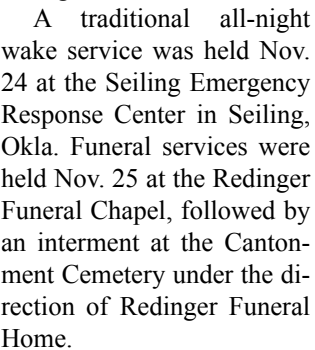 A traditional all-night
wake service was held Nov.
24 at the Seiling Emergency
Response Center in Seiling,
Okla. Funeral services were
held Nov. 25 at the Redinger
Funeral Chapel, followed by
an interment at the Canton-
ment Cemetery under the di-
rection of Redinger Funeral
Home.